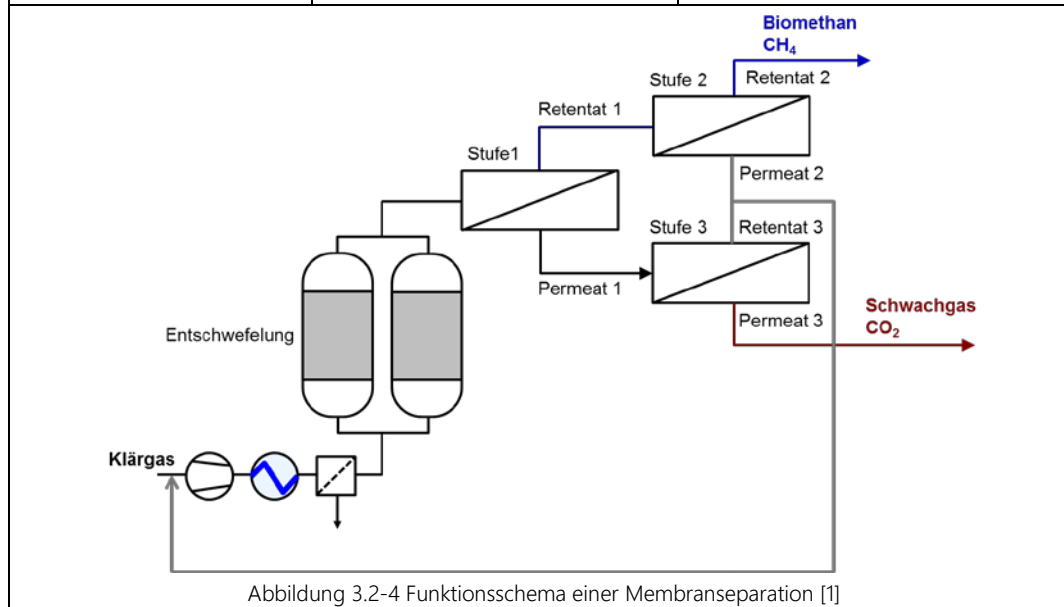 Biomethan
CH₄
Stufe 2
Retentat 2
Retentat 1
Stufe1
Permeat 2
Stufe 3
Retentat 3
Permeat 1
Permeat 3
Schwachgas
CO₂
Entschwefelung
Klärgas
Abbildung 3.2-4 Funktionsschema einer Membranseparation [1]